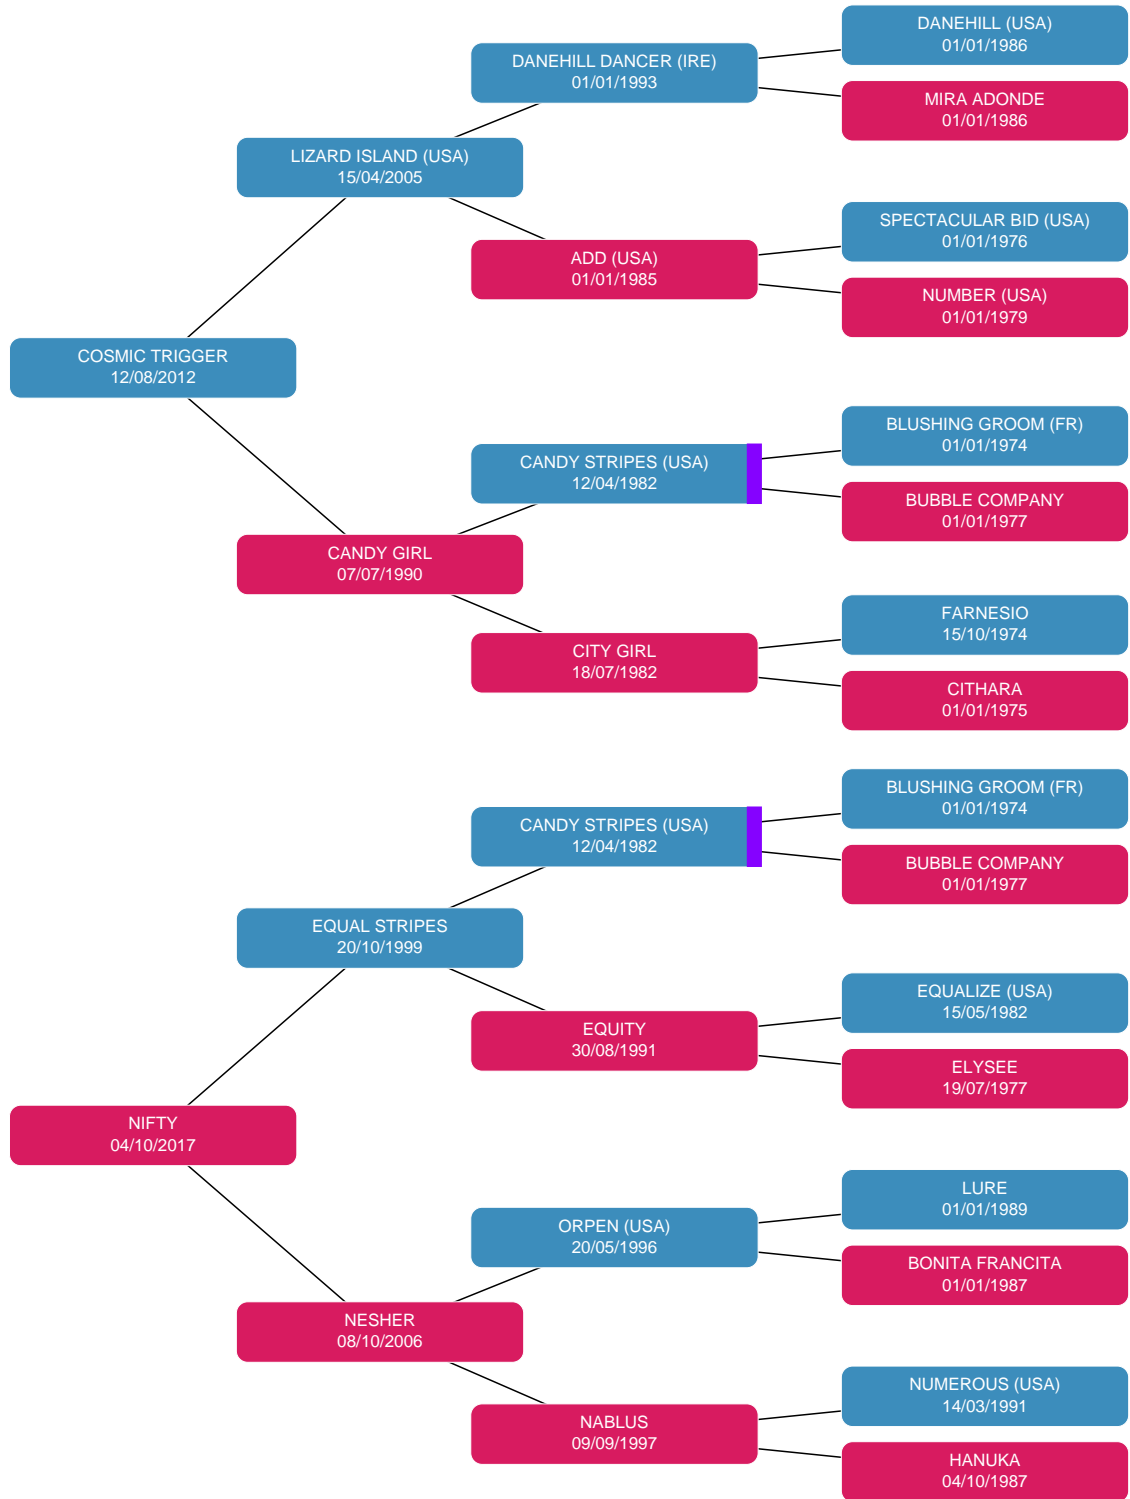 DANEHILL (USA)
01/01/1986
DANEHILL DANCER (IRE)
01/01/1993
MIRA ADONDE
01/01/1986
LIZARD ISLAND (USA)
15/04/2005
SPECTACULAR BID (USA)
01/01/1976
ADD (USA)
01/01/1985
NUMBER (USA)
01/01/1979
COSMIC TRIGGER
12/08/2012
BLUSHING GROOM (FR)
01/01/1974
CANDY STRIPES (USA)
12/04/1982
BUBBLE COMPANY
01/01/1977
CANDY GIRL
07/07/1990
FARNESIO
15/10/1974
CITY GIRL
18/07/1982
CITHARA
01/01/1975
BLUSHING GROOM (FR)
01/01/1974
CANDY STRIPES (USA)
12/04/1982
BUBBLE COMPANY
01/01/1977
EQUAL STRIPES
20/10/1999
EQUALIZE (USA)
15/05/1982
EQUITY
30/08/1991
ELYSEE
19/07/1977
NIFTY
04/10/2017
LURE
01/01/1989
ORPEN (USA)
20/05/1996
BONITA FRANCITA
01/01/1987
NESHER
08/10/2006
NUMEROUS (USA)
14/03/1991
NABLUS
09/09/1997
HANUKA
04/10/1987